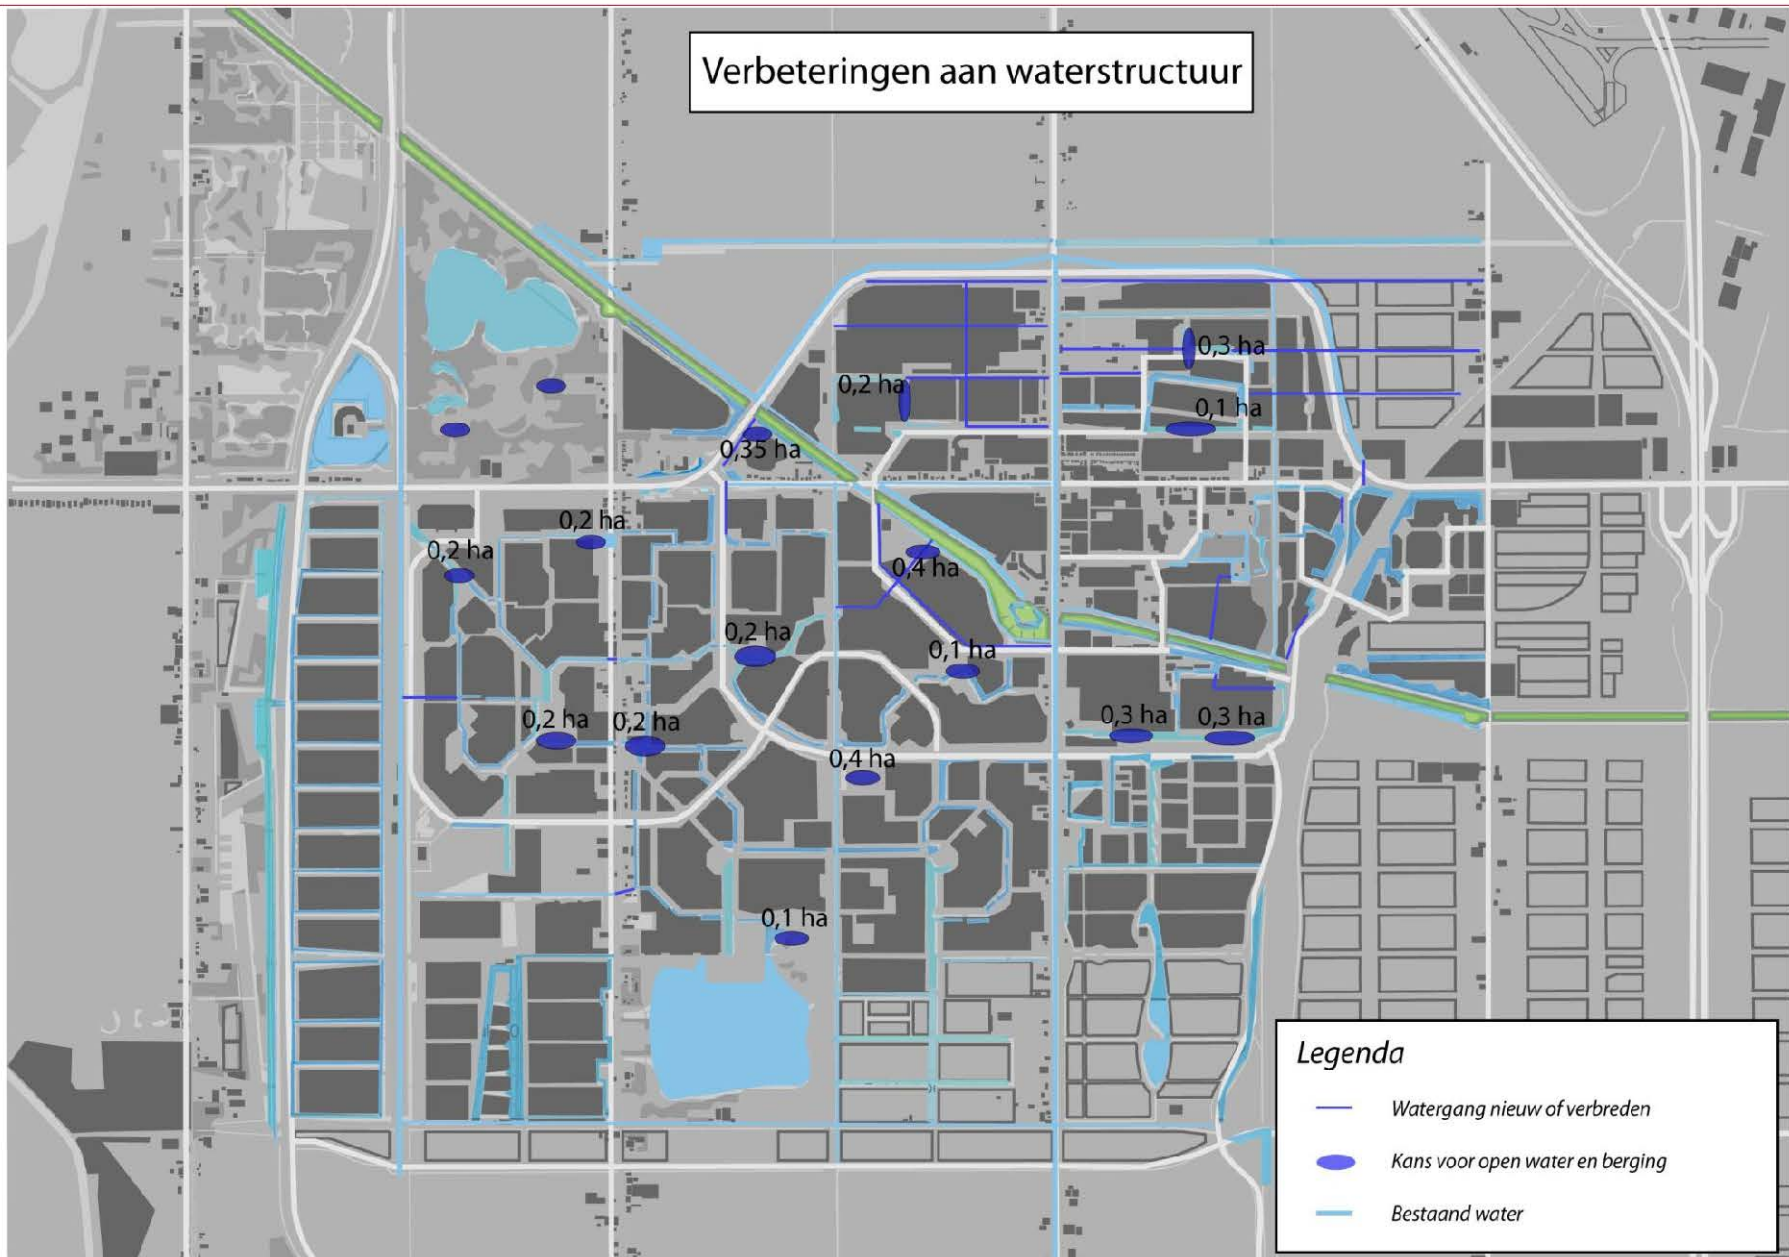 Verbeteringen aan waterstructuur
0,3 ha
0,2 ha
0,1 ha
0,35 ha
0,2 ha
0,2 ha
0,4 ha
0,2 ha
0,1 ha
0,2 ha
0,2 ha
0,3 ha
0,3 ha
0,4 ha
0,1 ha
Legenda
Watergang nieuw of verbreden
Kans voor open water en berging
Bestaand water